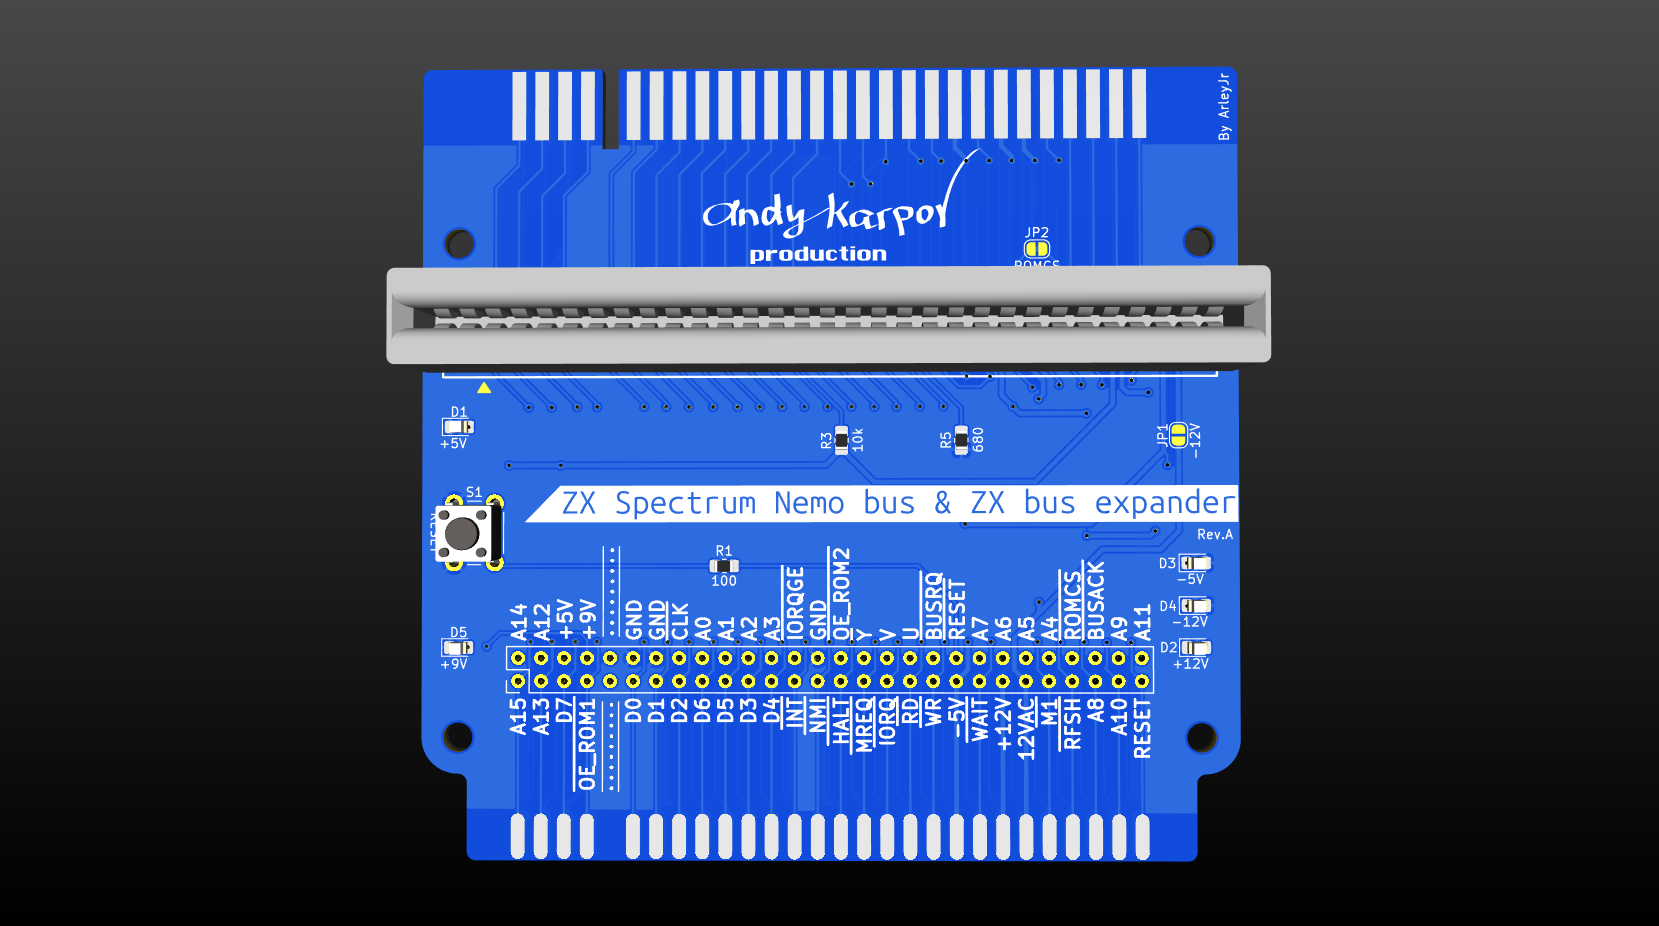 By ArleyJr
andy karpov
production
JP2
ROMCS
D1
+5V
R3
10k
R5
680
JP1
-12V
S1
RESET
ZX Spectrum Nemo bus & ZX bus expander
Rev.A
R1
100
D3
-5V
D4
-12V
D5
+9V
D2
+12V
A14
A12
+5V
+9V
GND
GND
CLK
A0
A1
A2
A3
IORQGE
GND
OE_ROM2
Y
V
U
BUSRQ
RESET
A7
A6
A5
A4
ROMCS
BUSACK
A9
A11
A15
A13
D7
OE_ROM1
D0
D1
D2
D6
D5
D3
D4
INT
NMI
HALT
MREQ
IORQ
RD
WR
-5V
WAIT
+12V
12VAC
M1
RFSH
A8
A10
RESET